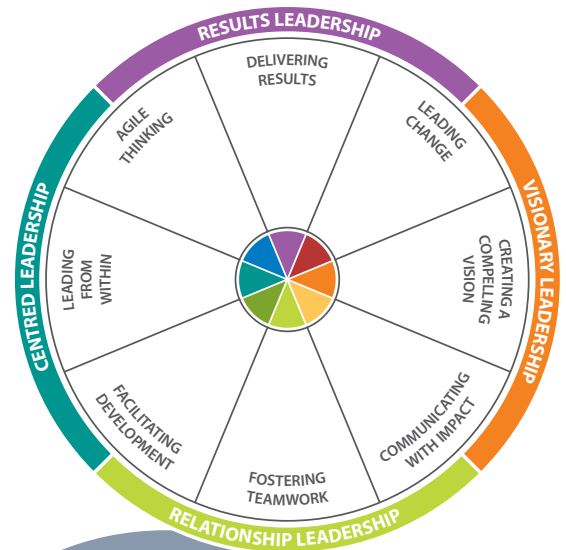 RESULTS LEADERSHIP
DELIVERING
RESULTS
LEADING
CHANGE
VISIONARY LEADERSHIP
CREATING A
COMPELLING
VISION
COMMUNICATING
WITH IMPACT
RELATIONSHIP LEADERSHIP
FOSTERING
TEAMWORK
FACILITATING
DEVELOPMENT
CENTRED LEADERSHIP
LEADING
FROM
WITHIN
AGILE
THINKING